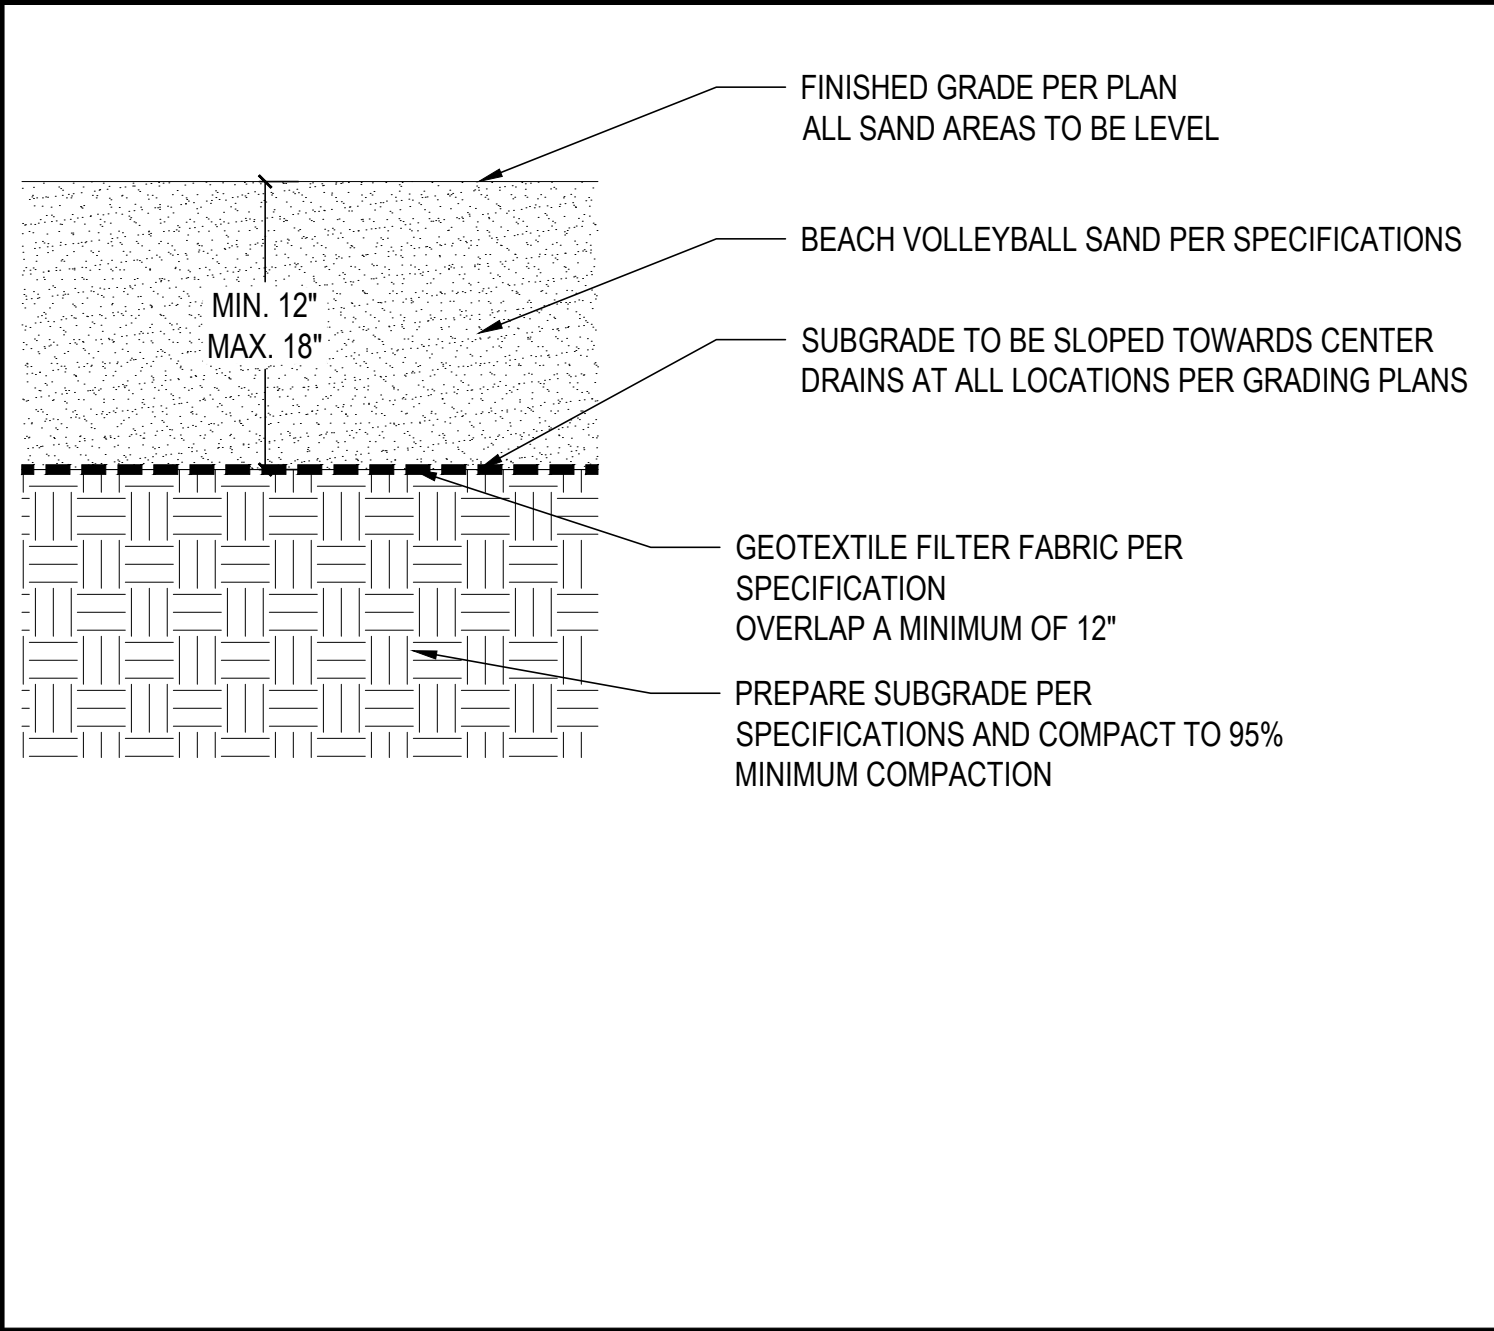 FINISHED GRADE PER PLAN
ALL SAND AREAS TO BE LEVEL
BEACH VOLLEYBALL SAND PER SPECIFICATIONS
MIN. 12"
MAX. 18"
SUBGRADE TO BE SLOPED TOWARDS CENTER
DRAINS AT ALL LOCATIONS PER GRADING PLANS
GEOTEXTILE FILTER FABRIC PER
SPECIFICATION
OVERLAP A MINIMUM OF 12"
PREPARE SUBGRADE PER
SPECIFICATIONS AND COMPACT TO 95%
MINIMUM COMPACTION